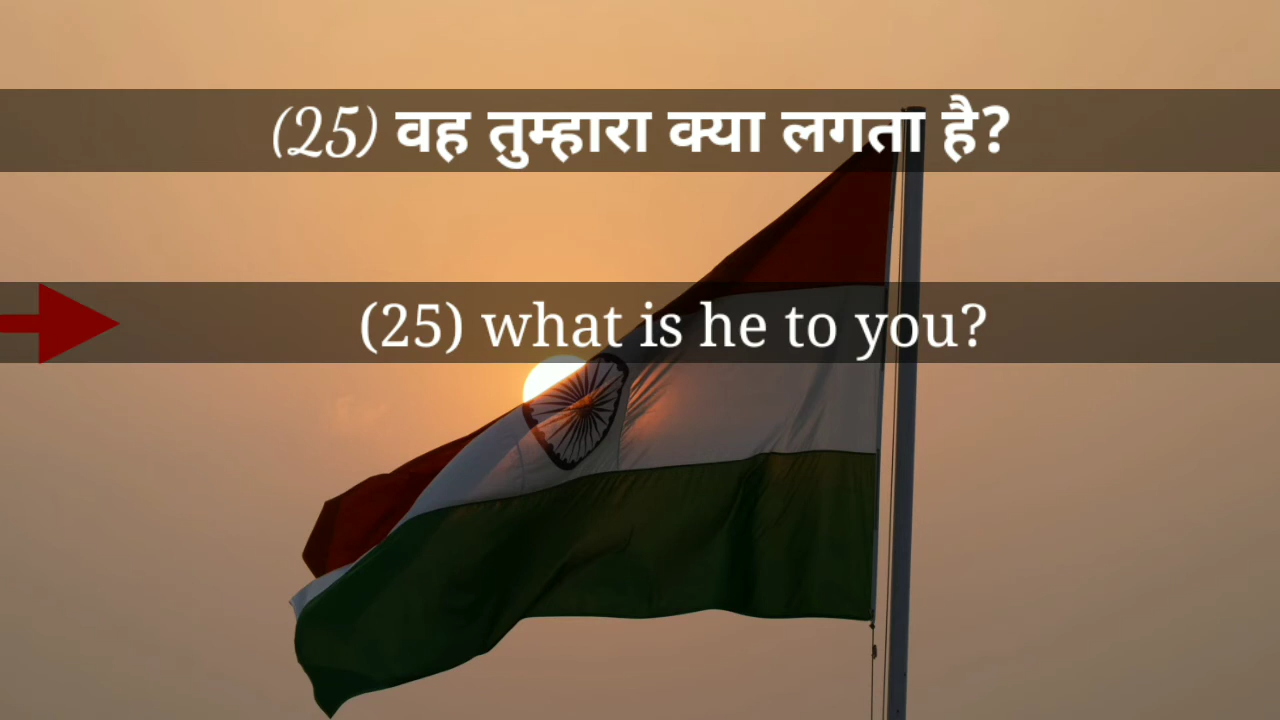 (25) वह तुम्हारा क्या लगता है?
(25) what is he to you?